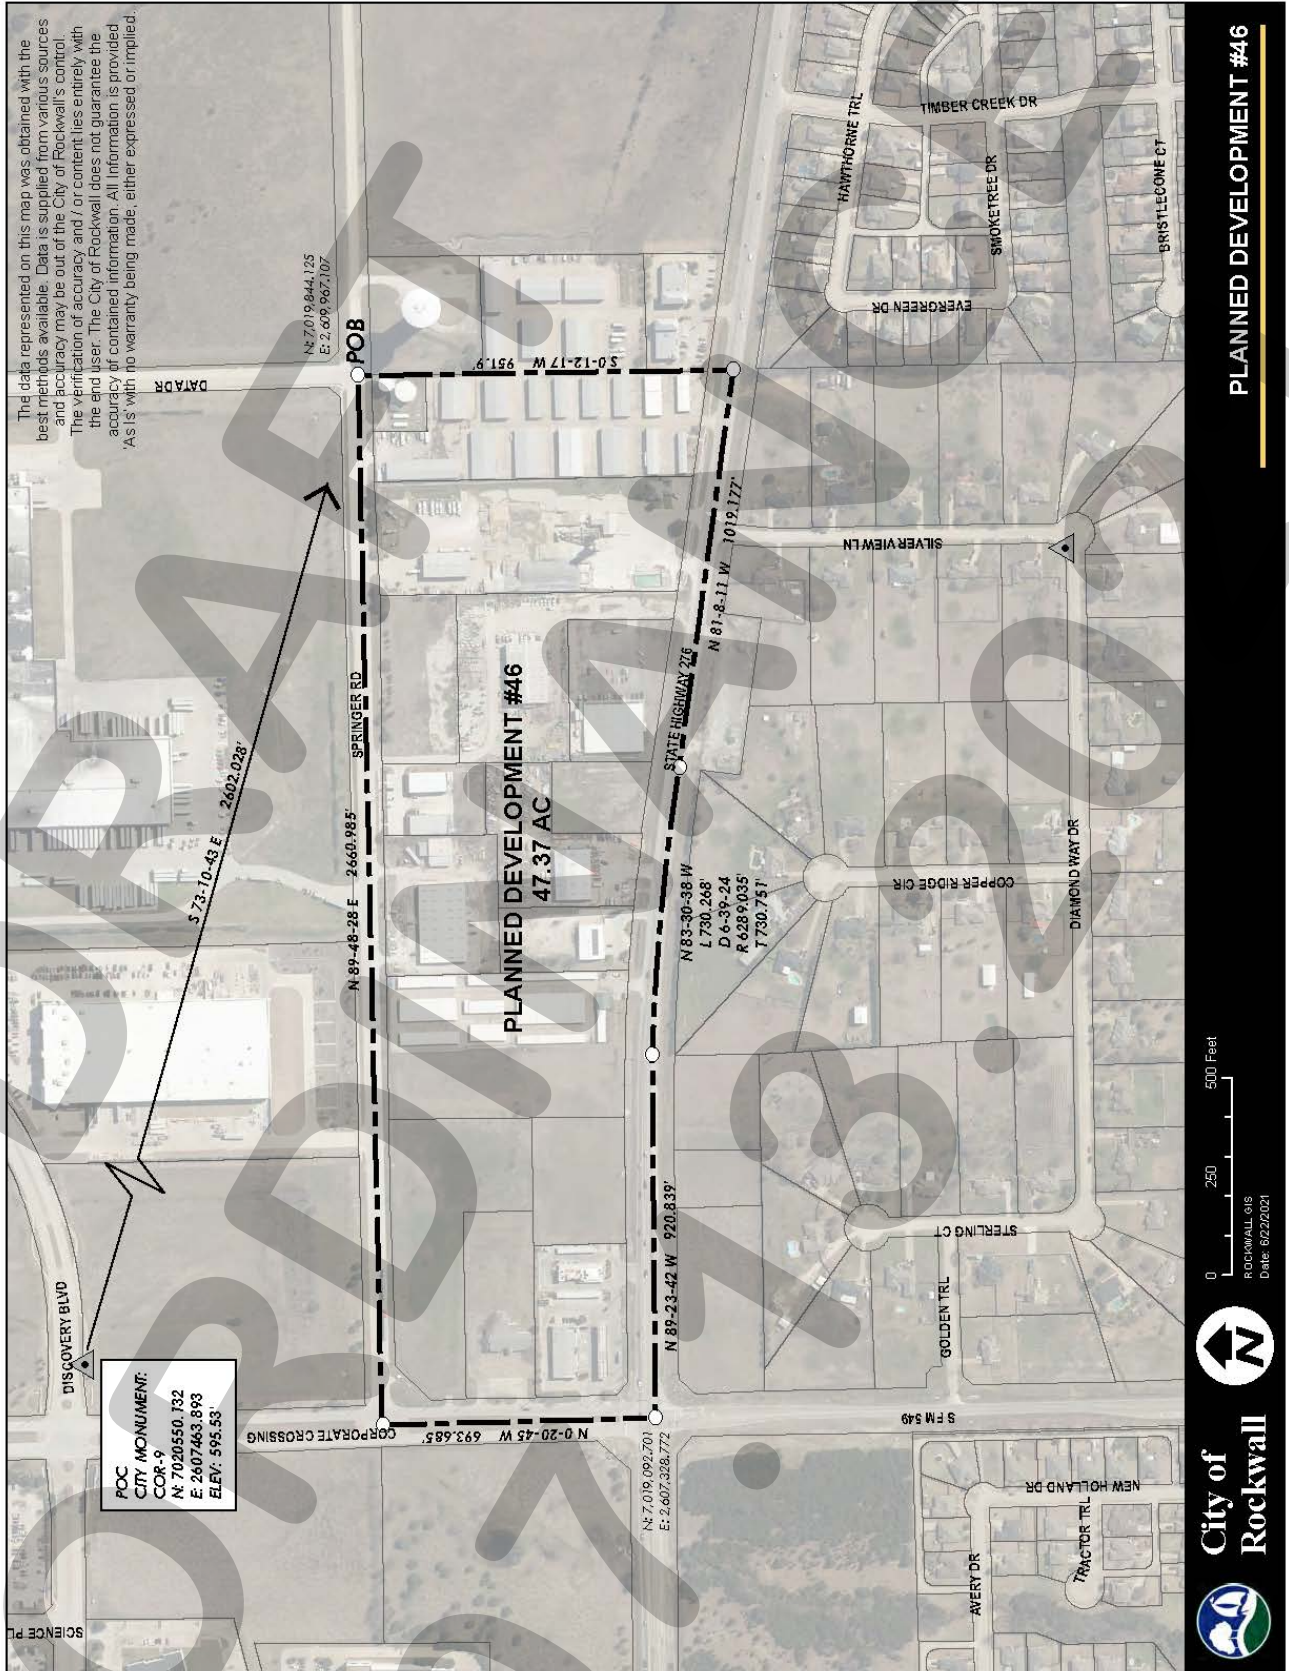 The data represented on this map was obtained with the
best methods available. Data is supplied from various sources
and accuracy may be out of the City of Rockwall's control.
The verification of accuracy and / or content lies entirely with
the end user. The City of Rockwall does not guarantee the
accuracy of contained information. All Information is provided
'As Is' with no warranty being made, either expressed or implied.
DISCOVERY BLVD
SCIENCE PL
POC
CITY MONUMENT:
COR-9
N: 7020550.132
E: 2607463.893
ELEV: 595.53'
S 73-10-43 E 2602.028'
DATA DR
N: 7,019,844.125
E: 2,609,967.107
POB
SPRINGER RD
N 89-48-28 E 2660.985'
CORPORATE CROSSING
N 0-20-45 W 693.685'
S 0-12-17 W 951.9'
PLANNED DEVELOPMENT #46
47.37 AC
N: 7,019,092.701
E: 2,607,328.772
N 89-23-42 W 920.839'
N 83-30-38 W
L 730.268'
D 6-39-24
R 6289.035'
T 730.751'
STATE HIGHWAY 276
N 81-8-11 W 1019.177'
HAWTHORNE TRL
TIMBER CREEK DR
EVERGREEN DR
SMOKETREE DR
BRISTLECONE CT
SILVER VIEW LN
COPPER RIDGE CIR
DIAMOND WAY DR
STERLING CT
GOLDEN TRL
S FM 549
AVERY DR
NEW HOLLAND DR
TRACTOR TRL
DRAFT
ORDINANCE
City of
Rockwall
N
0 250 500 Feet
ROCKWALL GIS
Date: 6/22/2021
PLANNED DEVELOPMENT #46